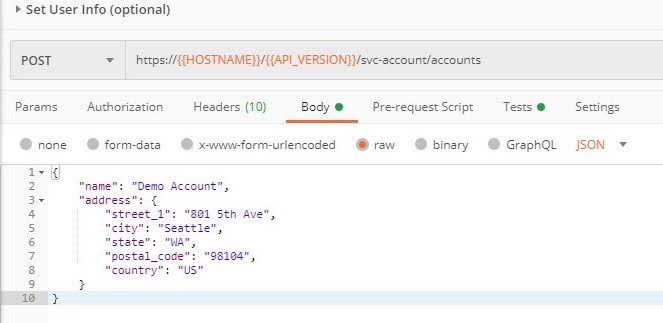 Set User Info (optional)
POST https://{{HOSTNAME}}/{{API_VERSION}}/svc-account/accounts
Params Authorization Headers (10) Body Pre-request Script Tests Settings
none form-data x-www-form-urlencoded raw binary GraphQL JSON
1 {
2 "name": "Demo Account",
3 "address": {
4 "street_1": "801 5th Ave",
5 "city": "Seattle",
6 "state": "WA",
7 "postal_code": "98104",
8 "country": "US"
9 }
10 }